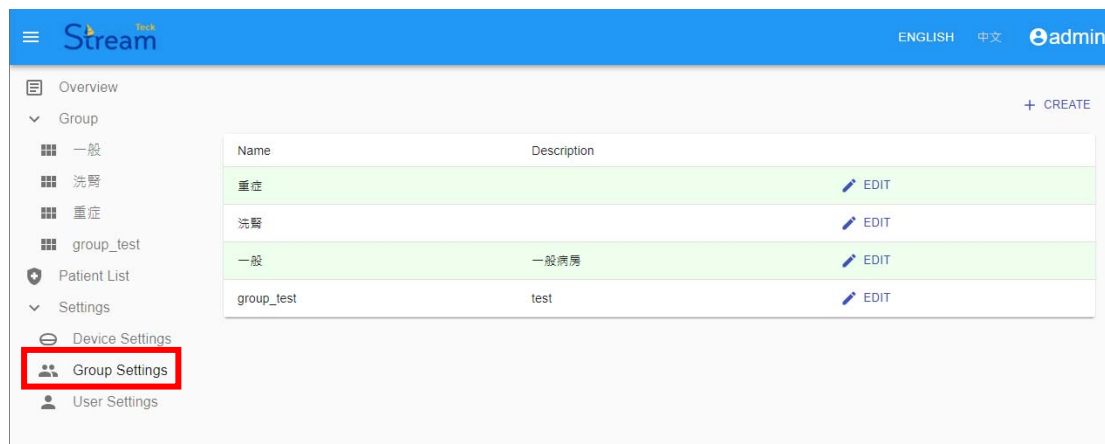 Stream Teck
ENGLISH 中文 admin
Overview
Group
一般
洗腎
重症
group_test
Patient List
Settings
Device Settings
Group Settings
User Settings
+ CREATE
Name Description
重症 EDIT
洗腎 EDIT
一般 一般病房 EDIT
group_test test EDIT